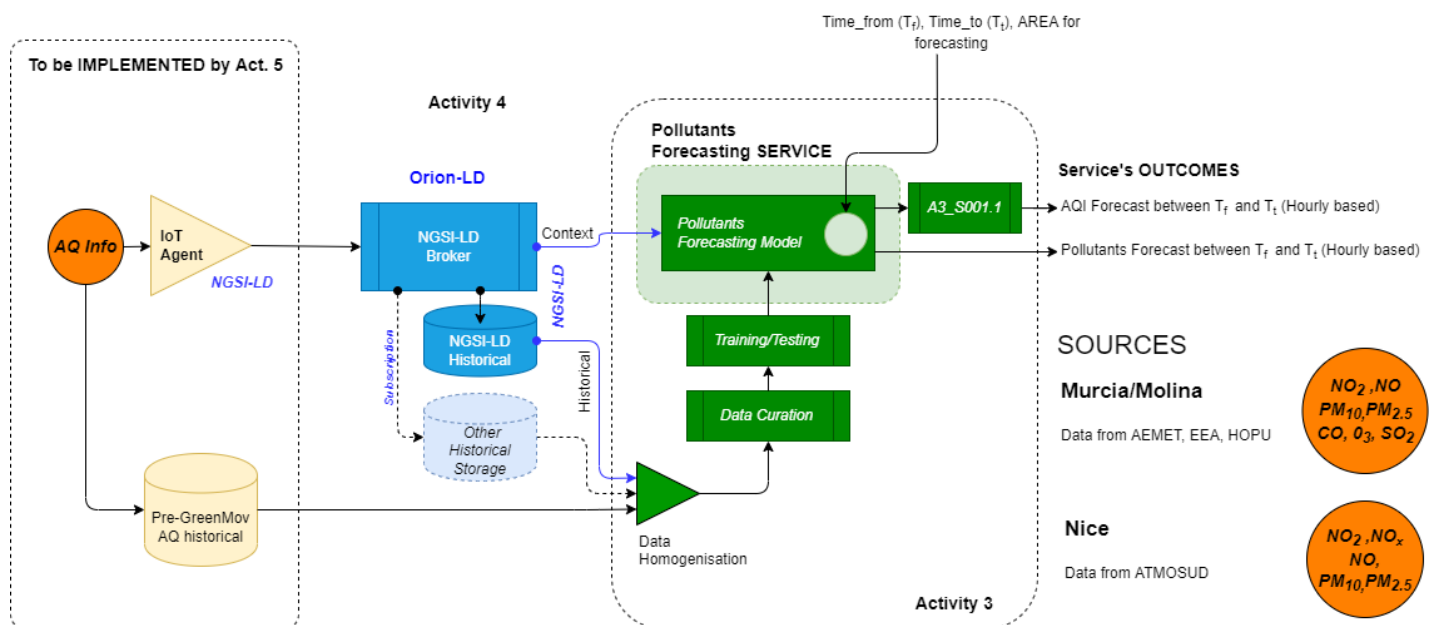 Time_from (Tf), Time_to (Tt), AREA for
forecasting
To be IMPLEMENTED by Act. 5
Activity 4
Pollutants
Forecasting SERVICE
Orion-LD
Service's OUTCOMES
AQ Info
IoT
Agent
NGSI-LD
NGSI-LD
Broker
Context
Pollutants
Forecasting Model
A3_S001.1
AQI Forecast between Tf and Tt (Hourly based)
Pollutants Forecast between Tf and Tt (Hourly based)
NGSI-LD
Subscription
NGSI-LD
Historical
Historical
Training/Testing
Data Curation
Other
Historical
Storage
Pre-GreenMov
AQ historical
Data
Homogenisation
Activity 3
SOURCES
Murcia/Molina
Data from AEMET, EEA, HOPU
NO2 ,NO
PM10,PM2.5
CO, 03, SO2
Nice
Data from ATMOSUD
NO2 ,NOx
NO,
PM10,PM2.5